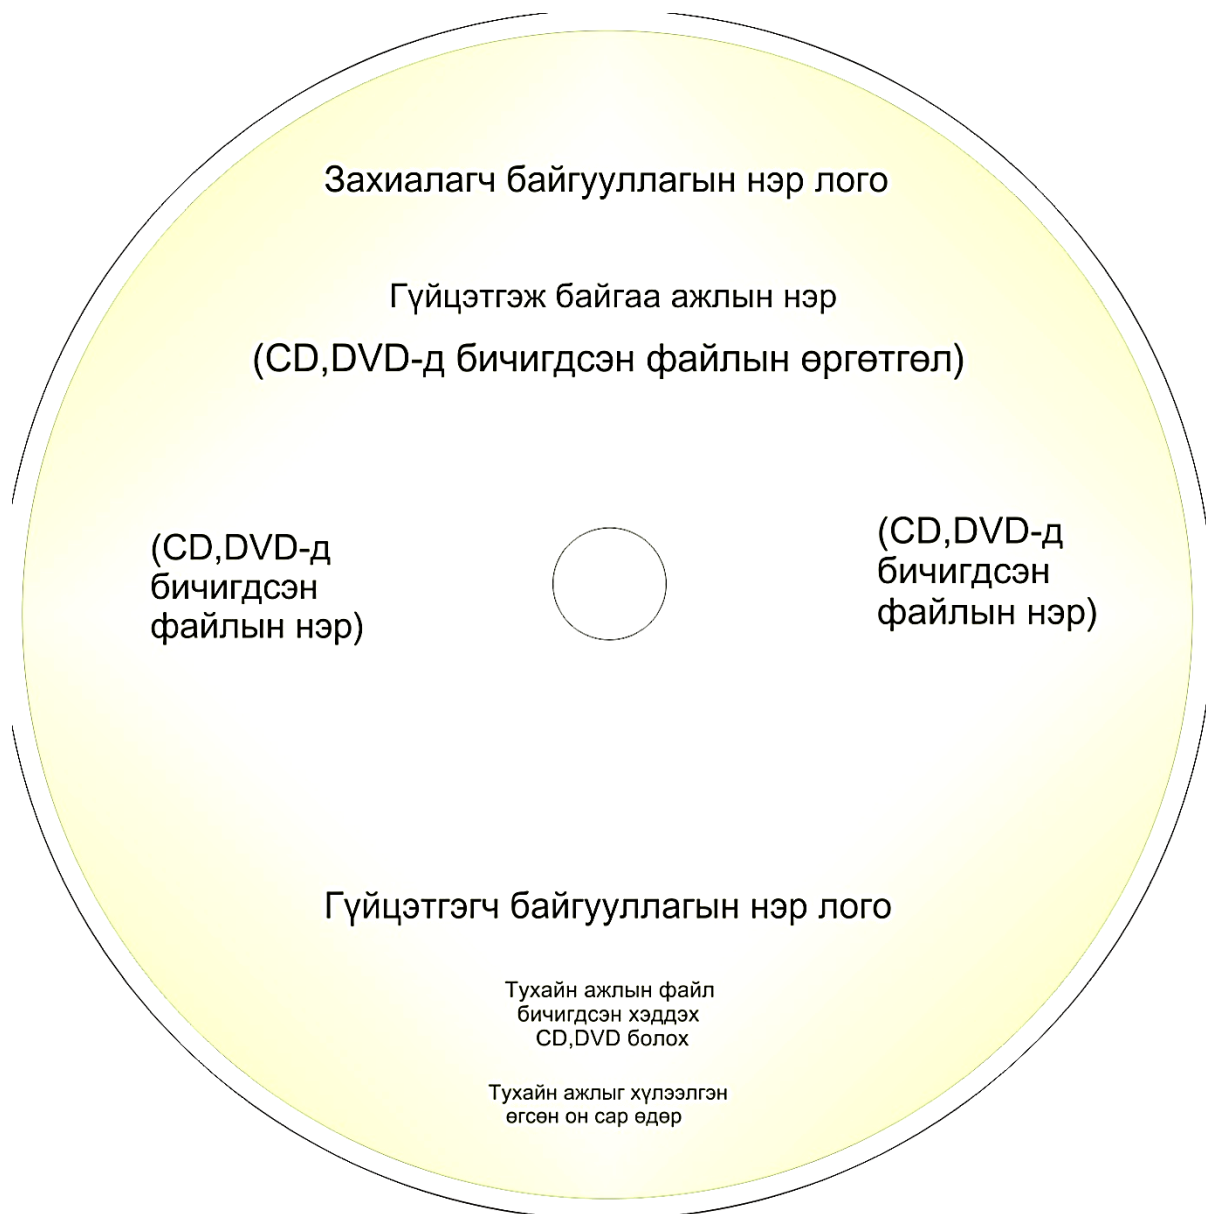 Захиалагч байгууллагын нэр лого
Гүйцэтгэж байгаа ажлын нэр
(CD,DVD-д бичигдсэн файлын өргөтгөл)
(CD,DVD-д
бичигдсэн
файлын нэр)
(CD,DVD-д
бичигдсэн
файлын нэр)
Гүйцэтгэгч байгууллагын нэр лого
Тухайн ажлын файл
бичигдсэн хэддэх
CD,DVD болох
Тухайн ажлыг хүлээлгэн
өгсөн он сар өдөр